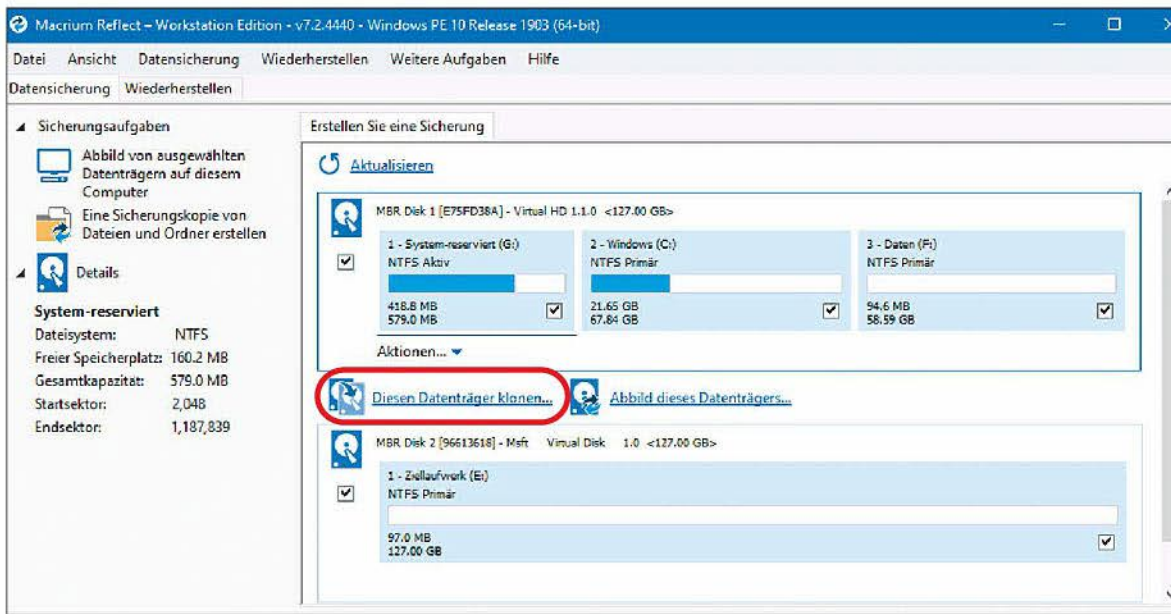 Macrium Reflect – Workstation Edition - v7.2.4440 - Windows PE 10 Release 1903 (64-bit)
Datei Ansicht Datensicherung Wiederherstellen Weitere Aufgaben Hilfe
Datensicherung Wiederherstellen
Sicherungsaufgaben
Abbild von ausgewählten
Datenträgern auf diesem
Computer
Eine Sicherungskopie von
Dateien und Ordner erstellen
Details
System-reserviert
Dateisystem: NTFS
Freier Speicherplatz: 160.2 MB
Gesamtkapazität: 579.0 MB
Startsektor: 2,048
Endsektor: 1,187,839
Erstellen Sie eine Sicherung
Aktualisieren
MBR Disk 1 [E75FD38A] - Virtual HD 1.1.0 <127.00 GB>
1 - System-reserviert (G:)
NTFS Aktiv
418.8 MB
579.0 MB
2 - Windows (C:)
NTFS Primär
21.65 GB
67.84 GB
3 - Daten (F:)
NTFS Primär
94.6 MB
58.59 GB
Aktionen...
Diesen Datenträger klonen... Abbild dieses Datenträgers...
MBR Disk 2 [96613618] - Msft Virtual Disk 1.0 <127.00 GB>
1 - Ziellaufwerk (E:)
NTFS Primär
97.0 MB
127.00 GB